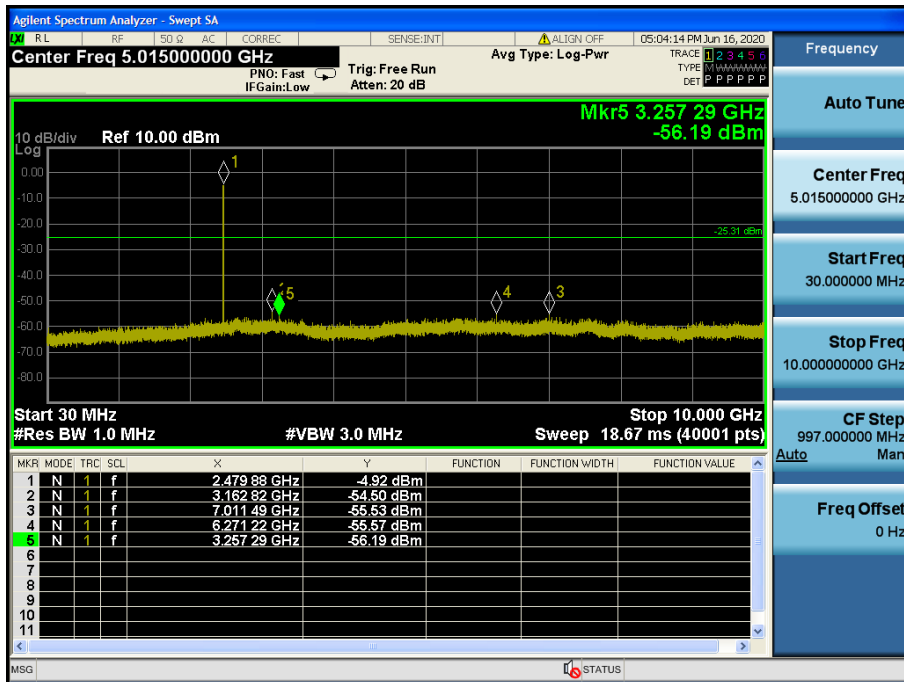 Agilent Spectrum Analyzer - Swept SA
LXI RL RF 50 Ω AC CORREC SENSE:INT ALIGN OFF 05:04:14 PM Jun 16, 2020
Center Freq 5.015000000 GHz
PNO: Fast
IFGain:Low
Trig: Free Run
Atten: 20 dB
Avg Type: Log-Pwr
TRACE 1 2 3 4 5 6
TYPE M WWWWW
DET P P P P P P
Mkr5 3.257 29 GHz
-56.19 dBm
10 dB/div Ref 10.00 dBm
Log
0.00
-10.0
-20.0
-30.0
-40.0
-50.0
-60.0
-70.0
-80.0
1
-25.31 dBm
5
4
3
Start 30 MHz Stop 10.000 GHz
#Res BW 1.0 MHz #VBW 3.0 MHz Sweep 18.67 ms (40001 pts)
MKR MODE TRC SCL X Y FUNCTION FUNCTION WIDTH FUNCTION VALUE
1 N 1 f 2.479 88 GHz -4.92 dBm
2 N 1 f 3.162 82 GHz -54.50 dBm
3 N 1 f 7.011 49 GHz -55.53 dBm
4 N 1 f 6.271 22 GHz -55.57 dBm
5 N 1 f 3.257 29 GHz -56.19 dBm
6
7
8
9
10
11
MSG STATUS
Frequency
Auto Tune
Center Freq
5.015000000 GHz
Start Freq
30.000000 MHz
Stop Freq
10.000000000 GHz
CF Step
997.000000 MHz
Auto Man
Freq Offset
0 Hz